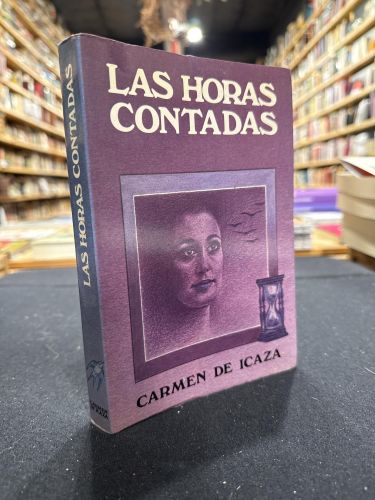 LAS HORAS
CONTADAS
CARMEN DE ICAZA
LAS HORAS CONTADAS